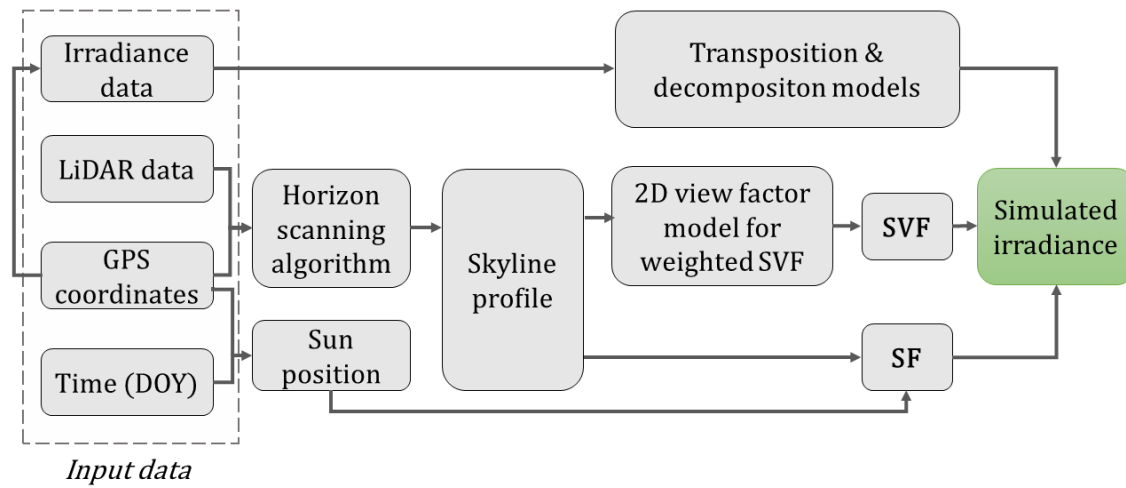 Irradiance
data
Transposition &
decompositon models
LiDAR data
Horizon
scanning
algorithm
Skyline
profile
2D view factor
model for
weighted SVF
SVF
Simulated
irradiance
GPS
coordinates
Sun
position
SF
Time (DOY)
Input data